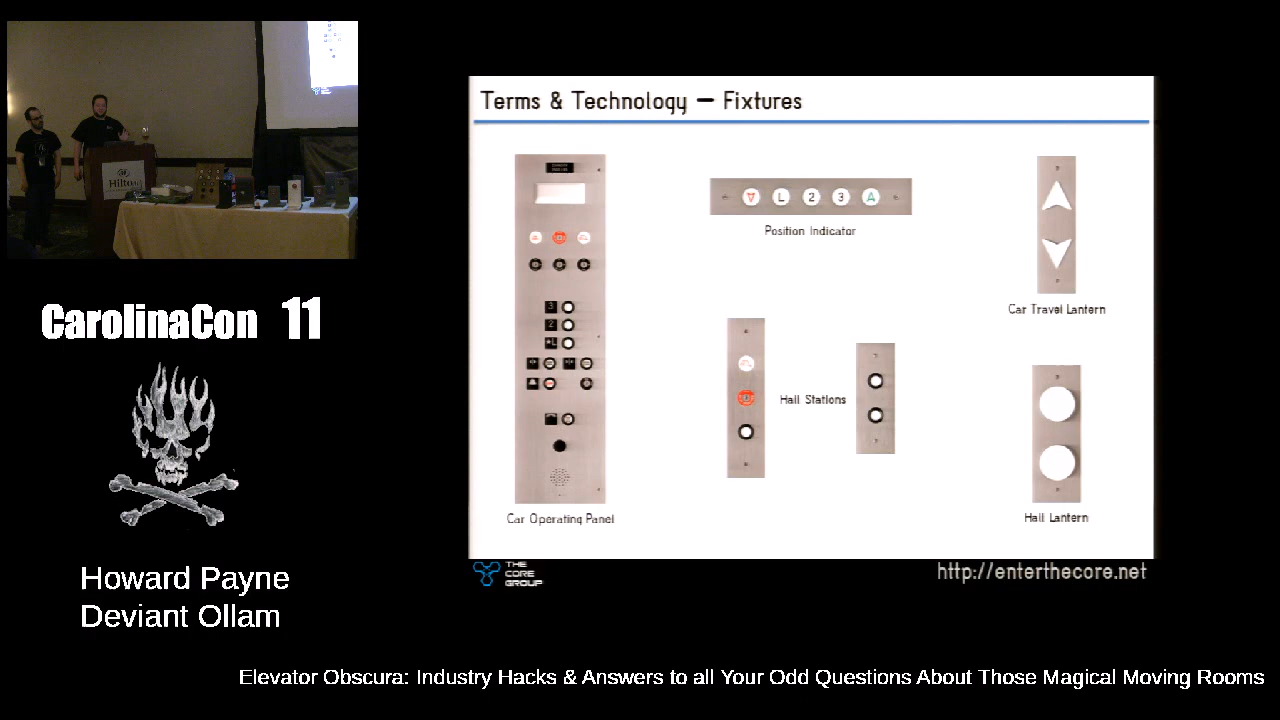 Hilton
CarolinaCon 11
Howard Payne
Deviant Ollam
Terms & Technology — Fixtures
L 2 3
Position Indicator
Car Travel Lantern
3
2
★L
Hall Stations
Car Operating Panel
Hall Lantern
THE
CORE
GROUP
http://enterthecore.net
Elevator Obscura: Industry Hacks & Answers to all Your Odd Questions About Those Magical Moving Rooms